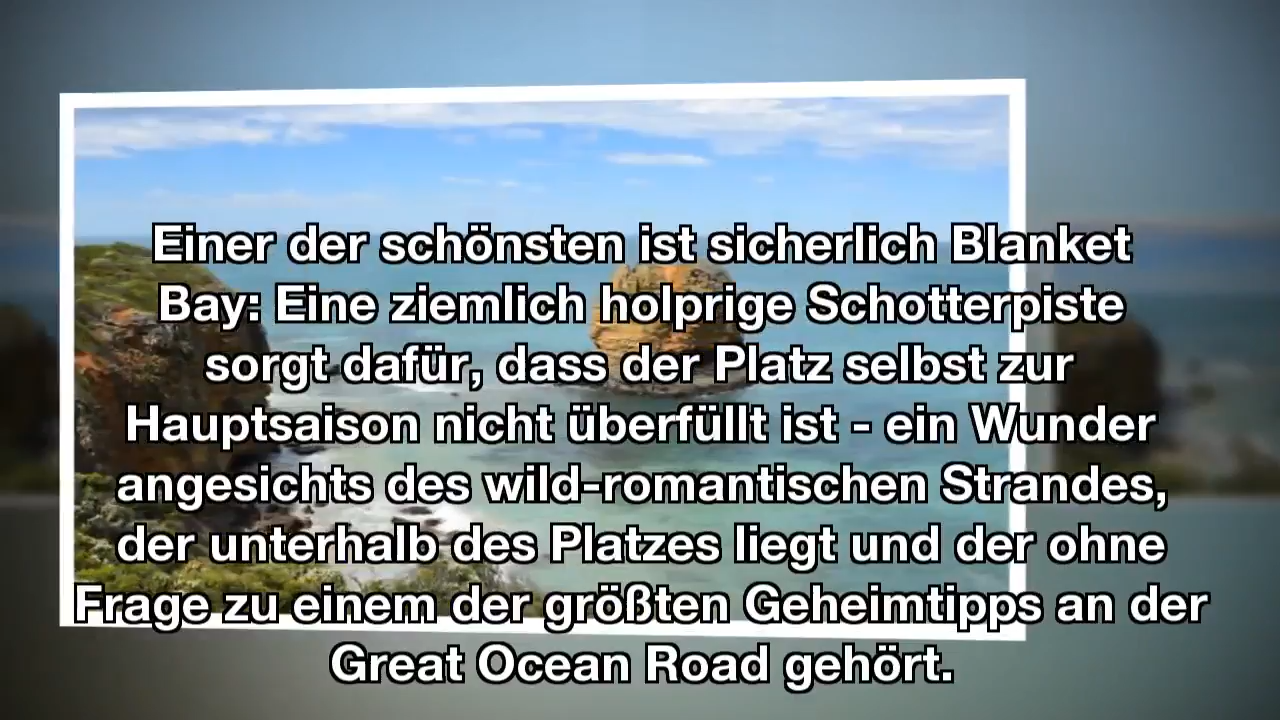 Einer der schönsten ist sicherlich Blanket
Bay: Eine ziemlich holprige Schotterpiste
sorgt dafür, dass der Platz selbst zur
Hauptsaison nicht überfüllt ist - ein Wunder
angesichts des wild-romantischen Strandes,
der unterhalb des Platzes liegt und der ohne
Frage zu einem der größten Geheimtipps an der
Great Ocean Road gehört.